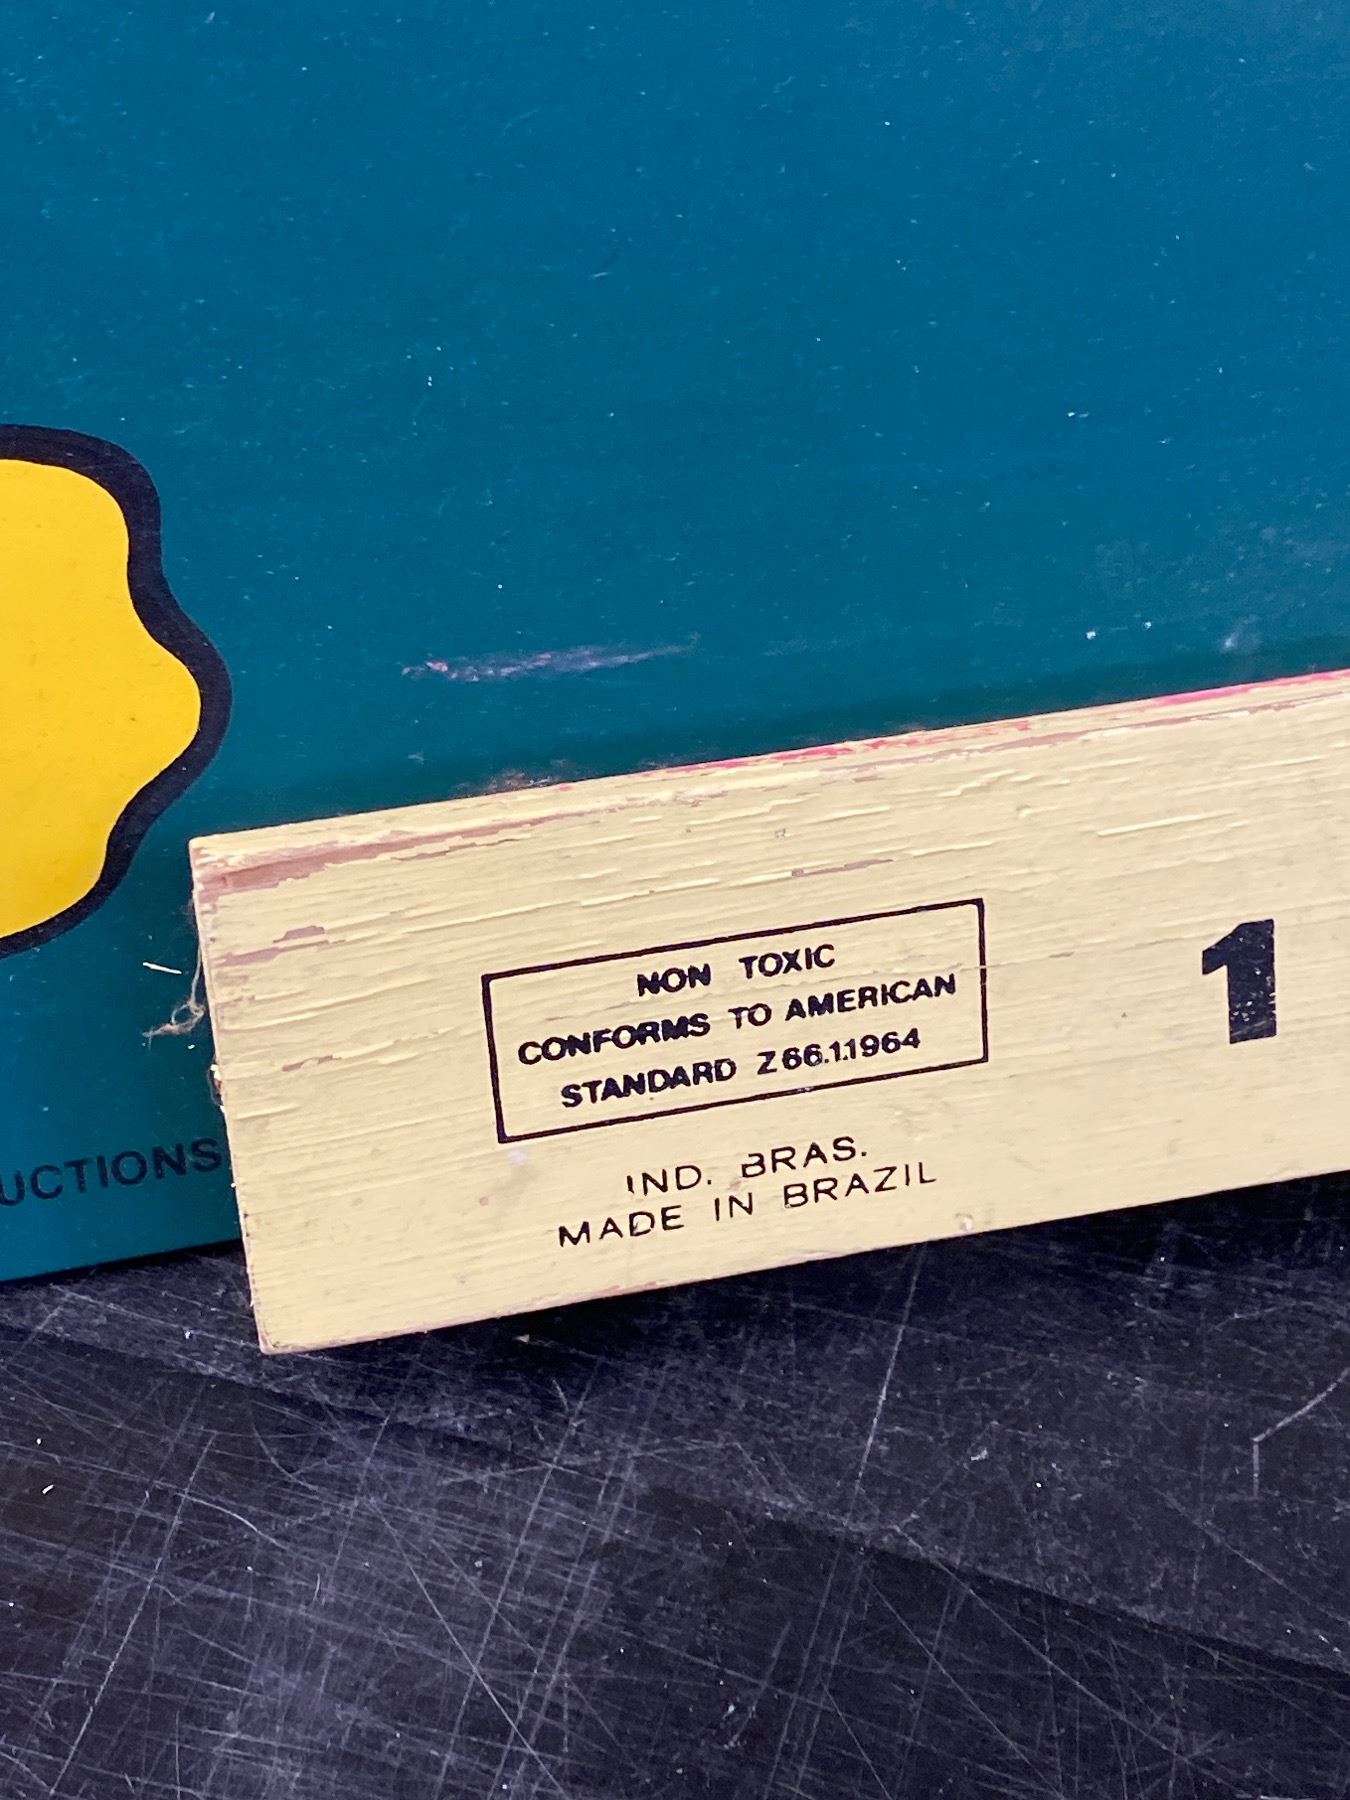 NON TOXIC
CONFORMS TO AMERICAN
STANDARD Z66.1.1964
IND. BRAS.
MADE IN BRAZIL
1
UCTIONS